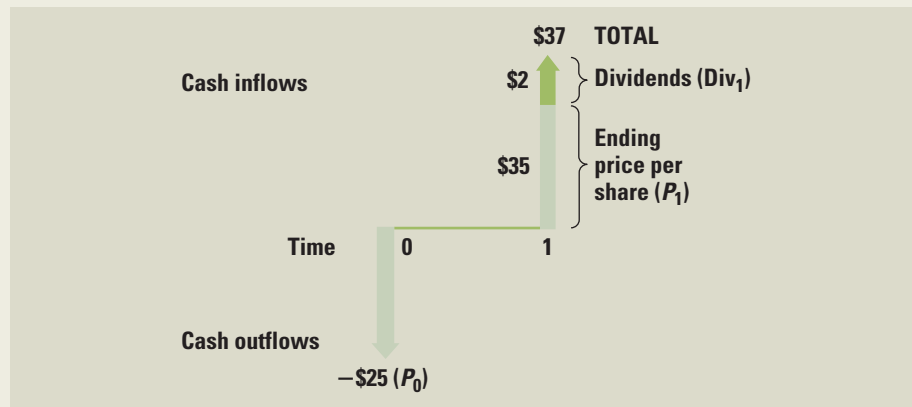 $37 TOTAL
Cash inflows
$2
Dividends (Div₁)
$35
Ending
price per
share (P₁)
Time
0
1
Cash outflows
−$25 (P₀)